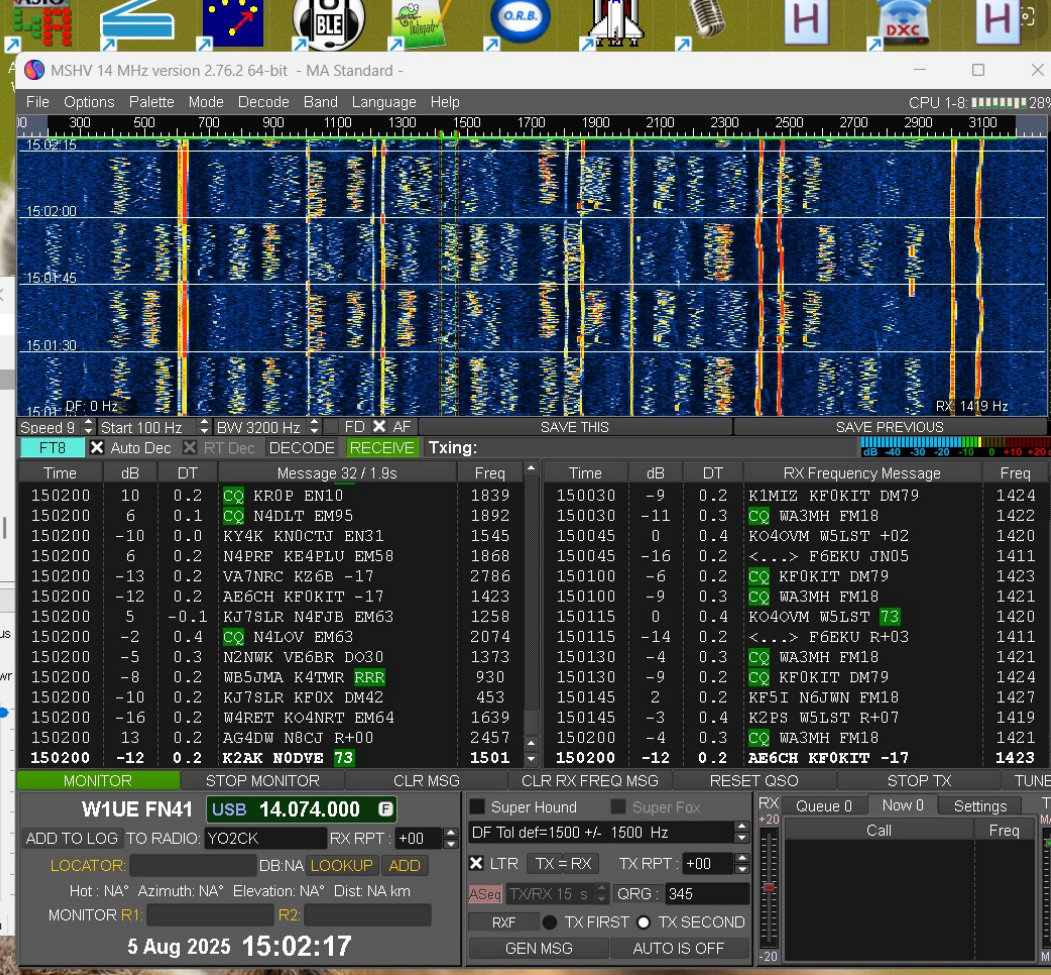 BLE
Notepad
O.R.B.
H
DXC
H
MSHV 14 MHz version 2.76.2 64-bit - MA Standard -
File Options Palette Mode Decode Band Language Help CPU 1-8: 28%
300 500 700 900 1100 1300 1500 1700 1900 2100 2300 2500 2700 2900 3100
15:02:15
15:02:00
15:01:45
15:01:30
DF: 0 Hz RX: 1419 Hz
Speed 9 Start 100 Hz BW 3200 Hz FD AF SAVE THIS SAVE PREVIOUS
FT8 Auto Dec RT Dec DECODE RECEIVE Txing: dB -40 -30 -20 -10 0 +10 +20
Time dB DT Message 32 / 1.9s Freq
150200 10 0.2 CQ KR0P EN10 1839
150200 6 0.1 CQ N4DLT EM95 1892
150200 -10 0.0 KY4K KN0CTJ EN31 1545
150200 6 0.2 N4PRF KE4PLU EM58 1868
150200 -13 0.2 VA7NRC KZ6B -17 2786
150200 -12 0.2 AE6CH KF0KIT -17 1423
150200 5 -0.1 KJ7SLR N4FJB EM63 1258
150200 -2 0.4 CQ N4LOV EM63 2074
150200 -5 0.3 N2NWK VE6BR DO30 1373
150200 -8 0.2 WB5JMA K4TMR RRR 930
150200 -10 0.2 KJ7SLR KF0X DM42 453
150200 -16 0.2 W4RET KO4NRT EM64 1639
150200 13 0.2 AG4DW N8CJ R+00 2457
150200 -12 0.2 K2AK N0DVE 73 1501
Time dB DT RX Frequency Message Freq
150030 -9 0.2 K1MIZ KF0KIT DM79 1424
150030 -11 0.3 CQ WA3MH FM18 1422
150045 0 0.4 KO4OVM W5LST +02 1420
150045 -16 0.2 <...> F6EKU JN05 1411
150100 -6 0.2 CQ KF0KIT DM79 1423
150100 -9 0.3 CQ WA3MH FM18 1421
150115 0 0.4 KO4OVM W5LST 73 1420
150115 -14 0.2 <...> F6EKU R+03 1411
150130 -4 0.3 CQ WA3MH FM18 1421
150130 -9 0.2 CQ KF0KIT DM79 1424
150145 2 0.2 KF5I N6JWN FM18 1427
150145 -3 0.4 K2PS W5LST R+07 1419
150200 -4 0.3 CQ WA3MH FM18 1421
150200 -12 0.2 AE6CH KF0KIT -17 1423
MONITOR STOP MONITOR CLR MSG CLR RX FREQ MSG RESET QSO STOP TX TUNE
W1UE FN41 USB 14.074.000 F
ADD TO LOG TO RADIO: YO2CK RX RPT : +00
LOCATOR: DB:NA LOOKUP ADD
Hot : NA° Azimuth: NA° Elevation: NA° Dist: NA km
MONITOR R1: R2:
5 Aug 2025 15:02:17
Super Hound Super Fox
DF Tol def=1500 +/- 1500 Hz
LTR TX = RX TX RPT : +00
ASeq TX/RX 15 s QRG : 345
RXF TX FIRST TX SECOND
GEN MSG AUTO IS OFF
RX
+20
-20
Queue 0 Now 0 Settings
Call Freq